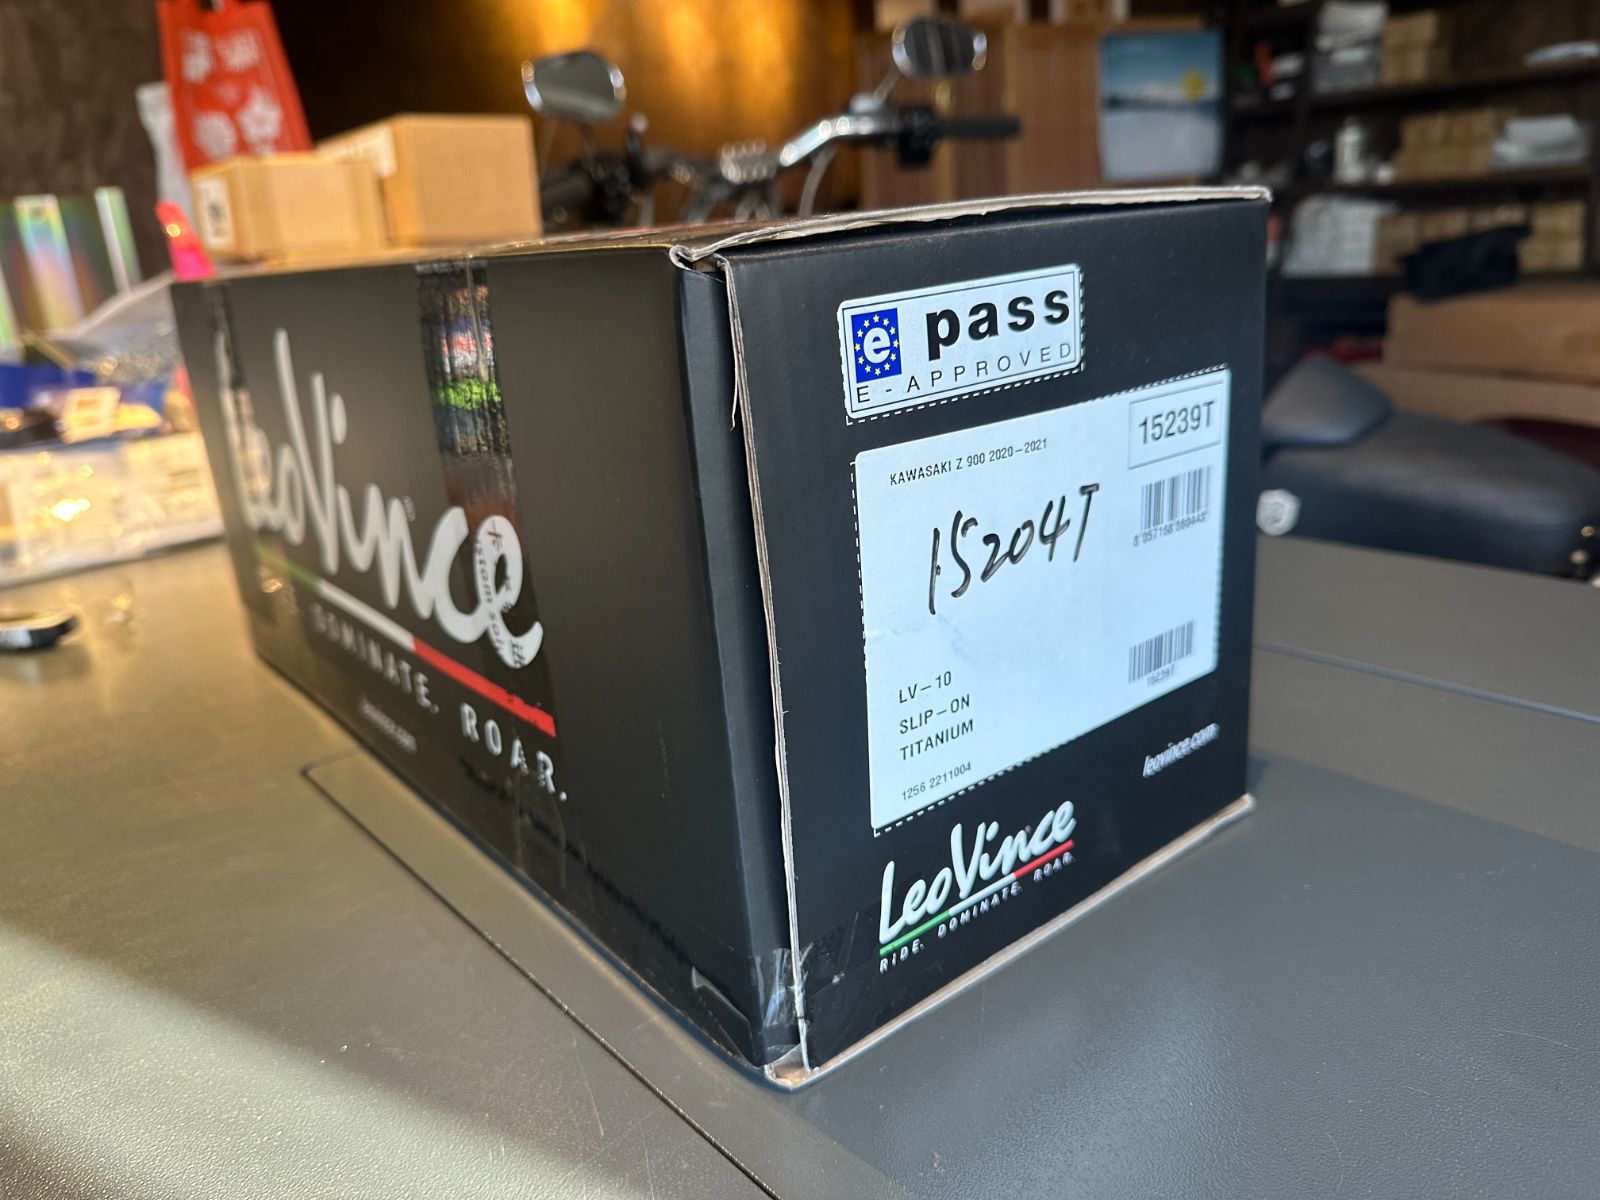 LeoVince
DOMINATE. ROAR.
e pass
E-APPROVED
KAWASAKI Z 900 2020-2021
15239T
15204T
LV-10
SLIP-ON
TITANIUM
1256 2211004
15239T
leovince.com
LeoVince
RIDE. DOMINATE. ROAR.